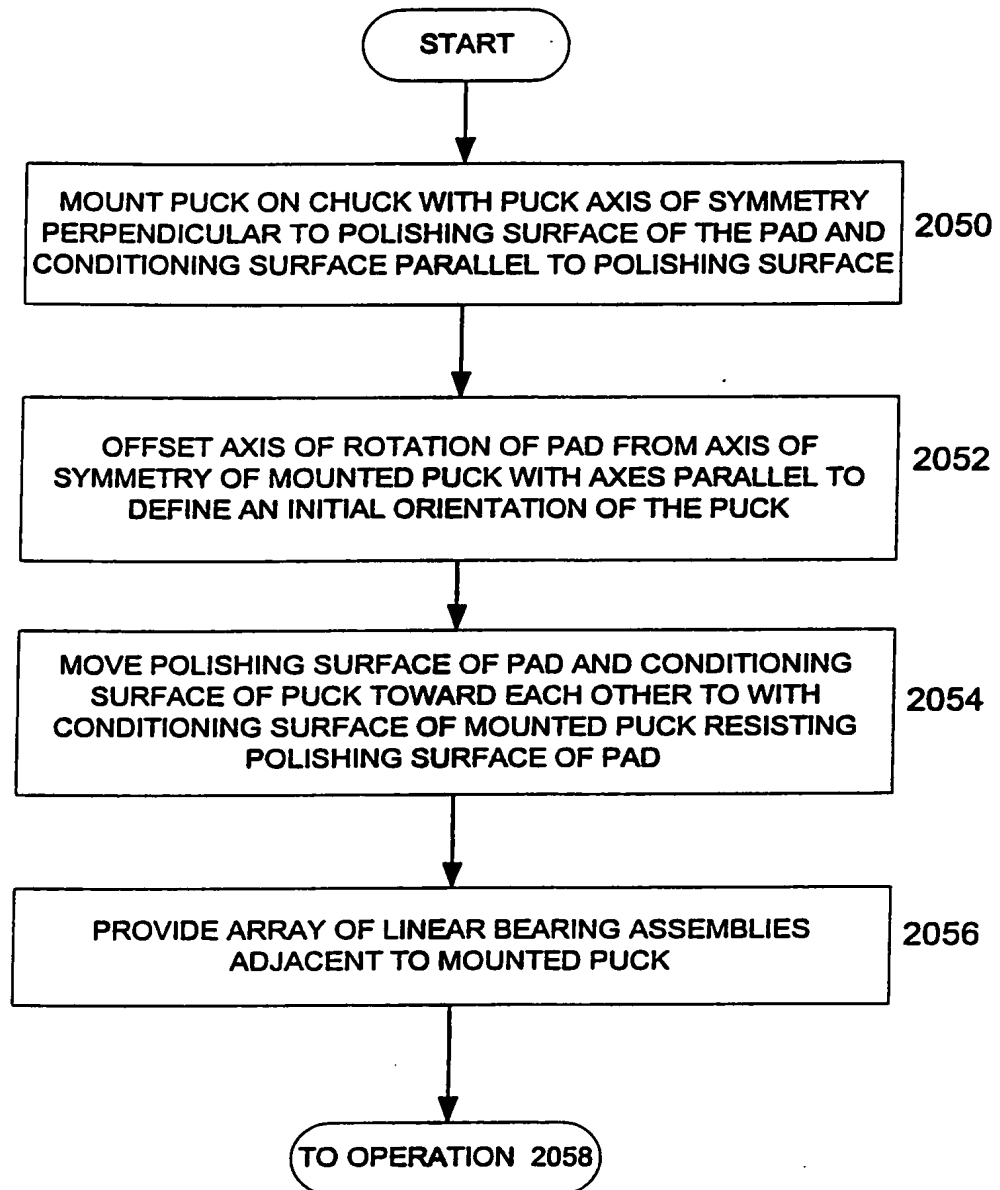 START
MOUNT PUCK ON CHUCK WITH PUCK AXIS OF SYMMETRY
PERPENDICULAR TO POLISHING SURFACE OF THE PAD AND
CONDITIONING SURFACE PARALLEL TO POLISHING SURFACE
2050
OFFSET AXIS OF ROTATION OF PAD FROM AXIS OF
SYMMETRY OF MOUNTED PUCK WITH AXES PARALLEL TO
DEFINE AN INITIAL ORIENTATION OF THE PUCK
2052
MOVE POLISHING SURFACE OF PAD AND CONDITIONING
SURFACE OF PUCK TOWARD EACH OTHER TO WITH
CONDITIONING SURFACE OF MOUNTED PUCK RESISTING
POLISHING SURFACE OF PAD
2054
PROVIDE ARRAY OF LINEAR BEARING ASSEMBLIES
ADJACENT TO MOUNTED PUCK
2056
TO OPERATION 2058